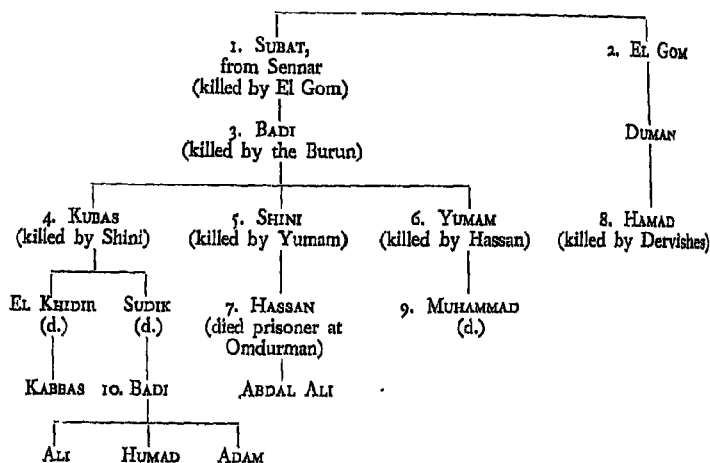 1. SUBAT,
from Sennar
(killed by El Gom)
2. EL GOM
3. BADI
(killed by the Burun)
DUMAN
4. KUBAS
(killed by Shini)
5. SHINI
(killed by Yumam)
6. YUMAM
(killed by Hassan)
8. HAMAD
(killed by Dervishes)
EL KHIDIR
(d.)
SUDIK
(d.)
7. HASSAN
(died prisoner at
Omdurman)
9. MUHAMMAD
(d.)
KABBAS
10. BADI
ABDAL ALI
ALI
HUMAD
ADAM